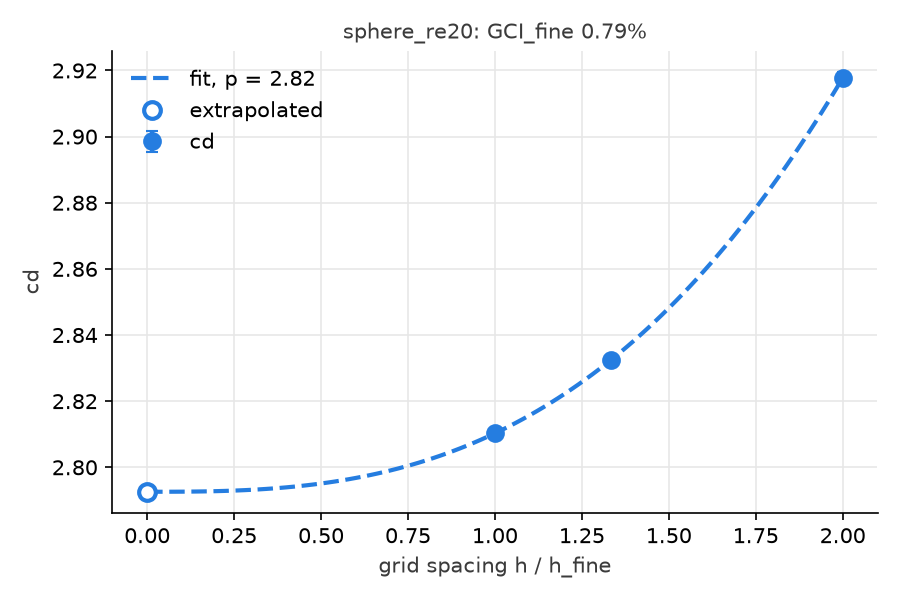 sphere_re20: GCI_fine 0.79%
fit, p = 2.82
extrapolated
cd
cd
2.92
2.90
2.88
2.86
2.84
2.82
2.80
0.00 0.25 0.50 0.75 1.00 1.25 1.50 1.75 2.00
grid spacing h / h_fine